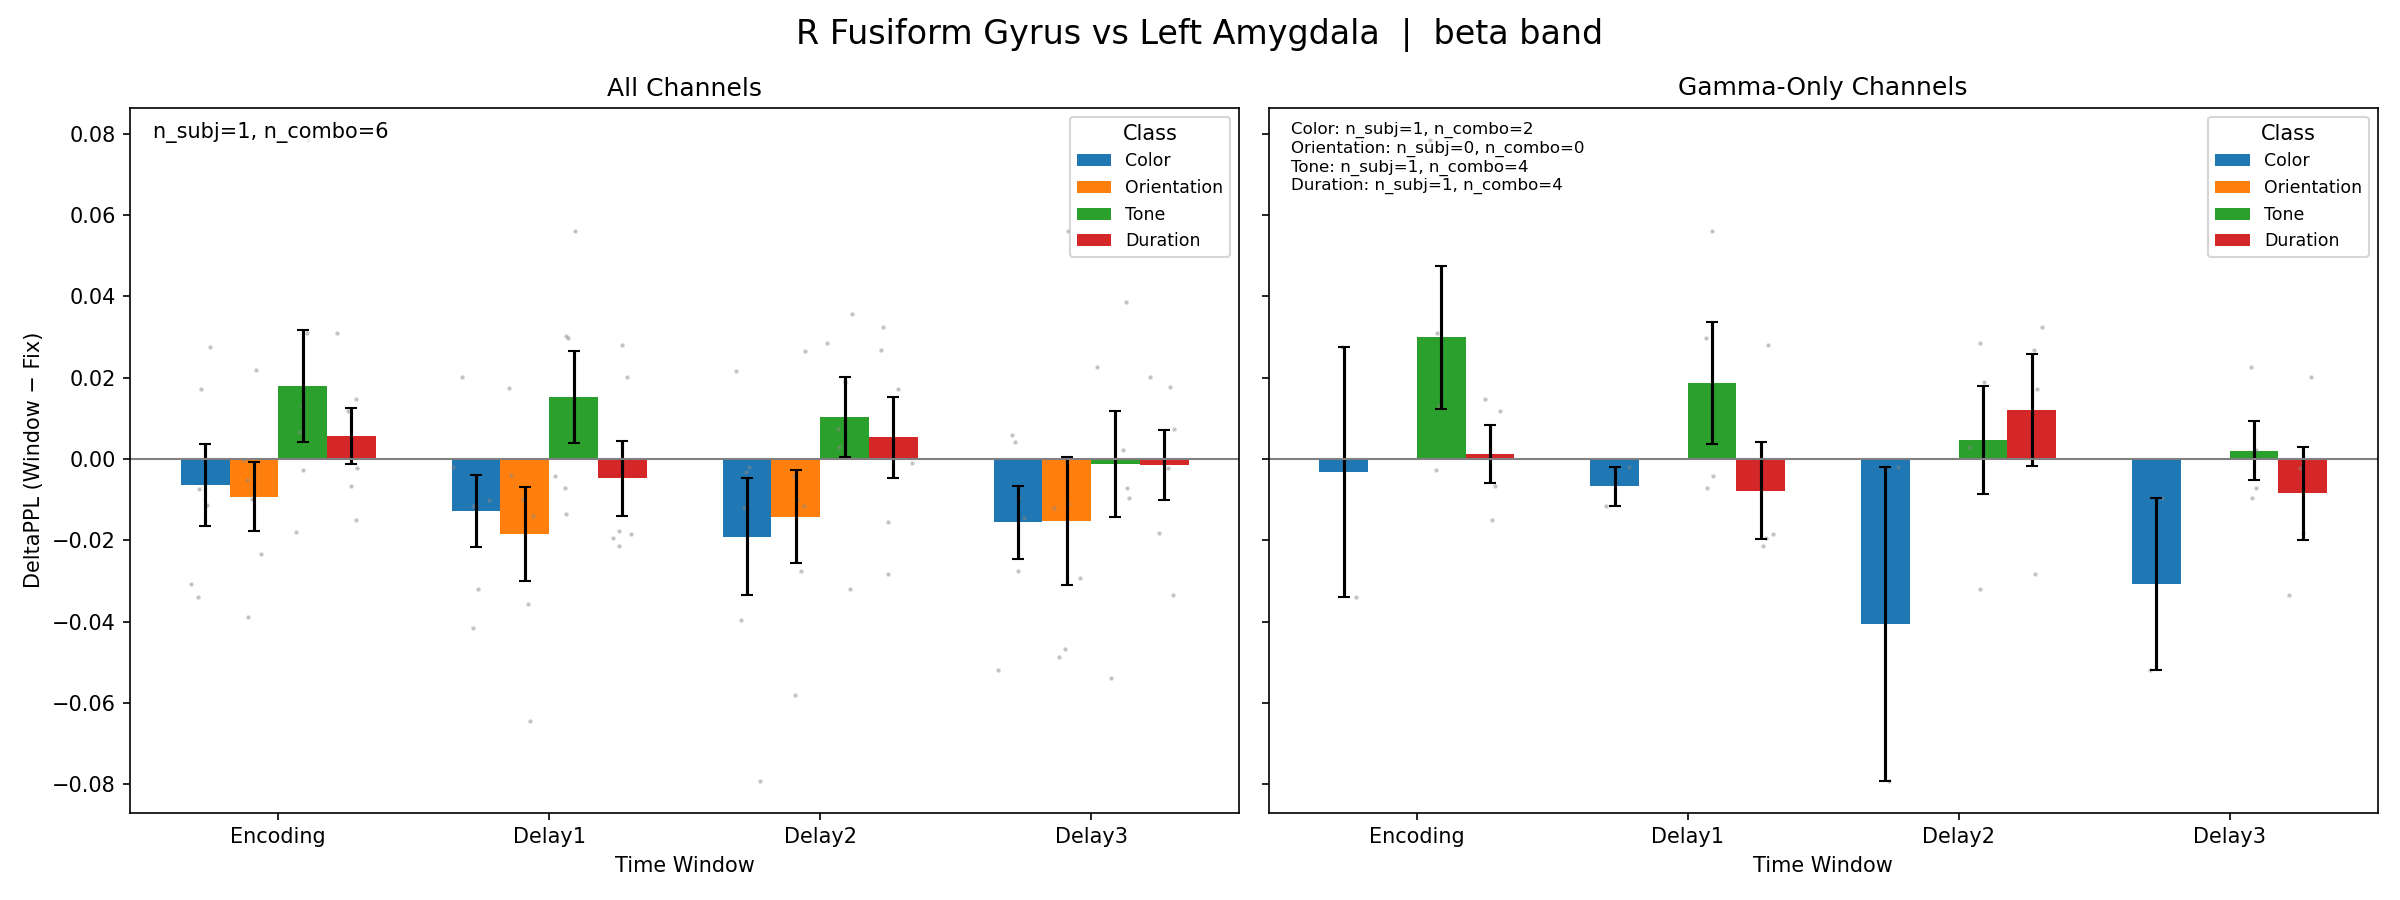 R Fusiform Gyrus vs Left Amygdala | beta band
All Channels
n_subj=1, n_combo=6
Class
Color
Orientation
Tone
Duration
0.08
0.06
0.04
0.02
0.00
−0.02
−0.04
−0.06
−0.08
DeltaPPL (Window − Fix)
Encoding
Delay1
Delay2
Delay3
Time Window
Gamma-Only Channels
Color: n_subj=1, n_combo=2
Orientation: n_subj=0, n_combo=0
Tone: n_subj=1, n_combo=4
Duration: n_subj=1, n_combo=4
Class
Color
Orientation
Tone
Duration
Encoding
Delay1
Delay2
Delay3
Time Window